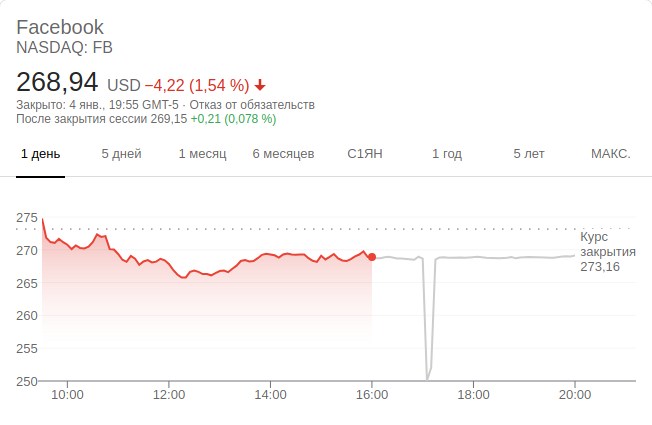 Facebook
NASDAQ: FB
268,94 USD −4,22 (1,54 %)
Закрыто: 4 янв., 19:55 GMT-5 · Отказ от обязательств
После закрытия сессии 269,15 +0,21 (0,078 %)
1 день 5 дней 1 месяц 6 месяцев С1ЯН 1 год 5 лет МАКС.
275
Курс
закрытия
273,16
270
265
260
255
250
10:00 12:00 14:00 16:00 18:00 20:00